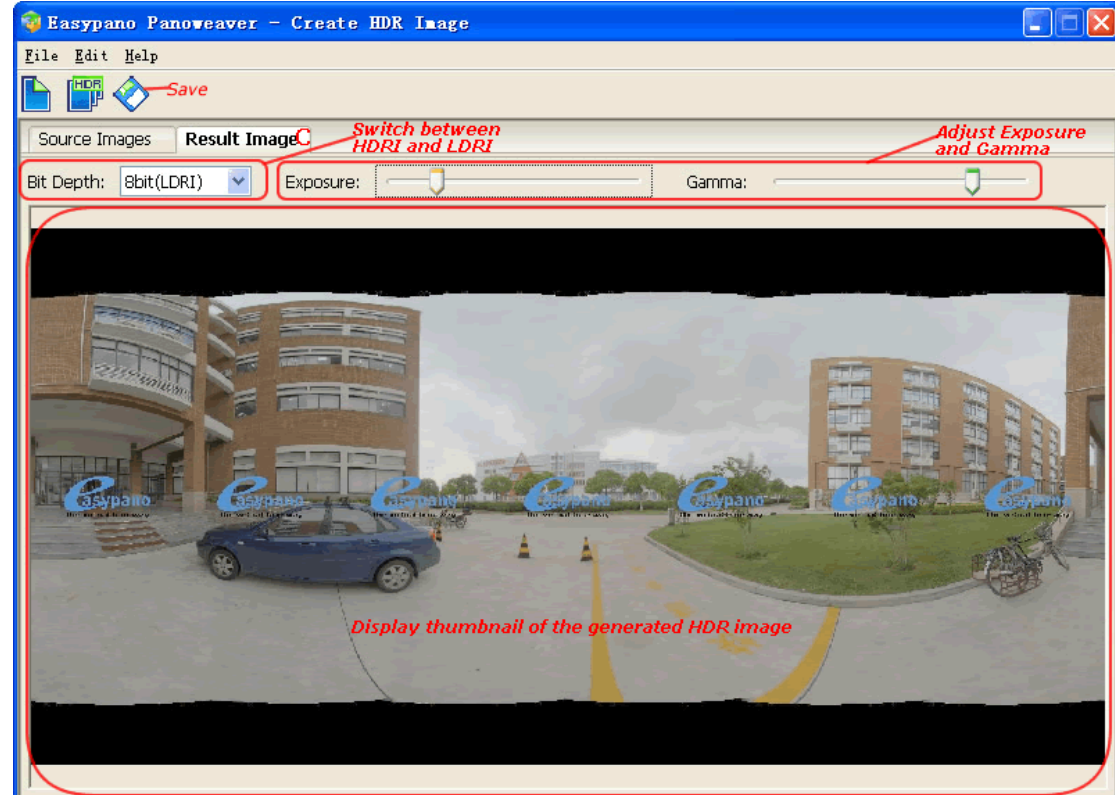 Easypano Panoweaver - Create HDR Image
File Edit Help
HDR
Save
Source Images Result Image C
Switch between
HDRI and LDRI
Adjust Exposure
and Gamma
Bit Depth: 8bit(LDRI) Exposure: Gamma:
easypano easypano easypano easypano easypano easypano easypano
Display thumbnail of the generated HDR image